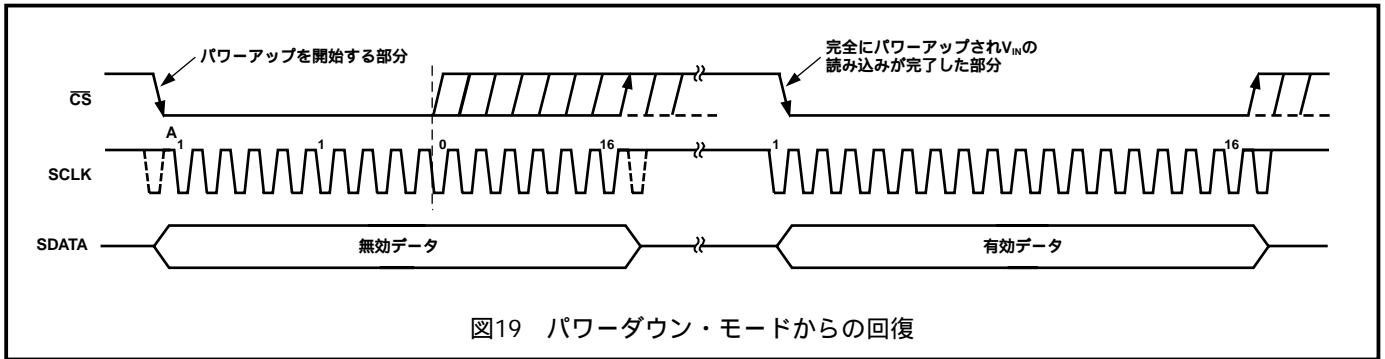 パワーアップを開始する部分
完全にパワーアップされVINの
読み込みが完了した部分
CS
A
1 1 0 16 1 16
SCLK
SDATA 無効データ 有効データ
図19 パワーダウン・モードからの回復